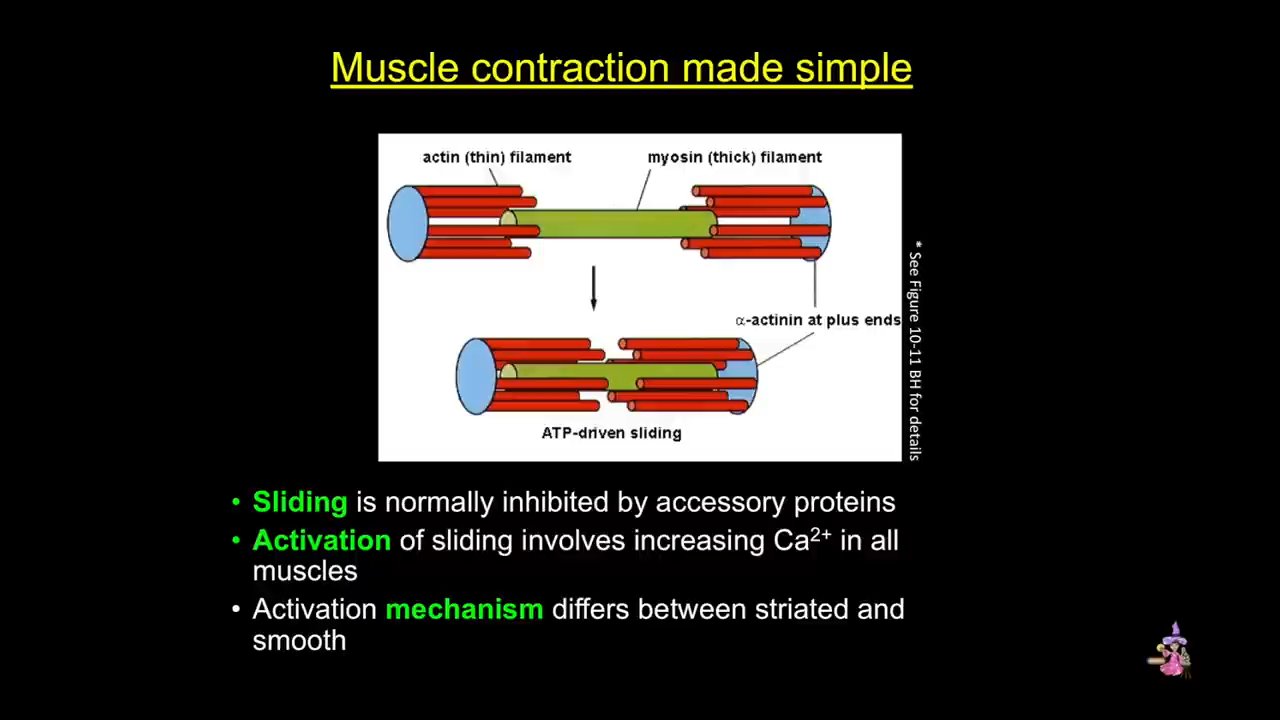 Muscle contraction made simple
actin (thin) filament
myosin (thick) filament
α-actinin at plus ends
ATP-driven sliding
* See Figure 10-11 BH for details
• Sliding is normally inhibited by accessory proteins
• Activation of sliding involves increasing Ca²⁺ in all
muscles
• Activation mechanism differs between striated and
smooth